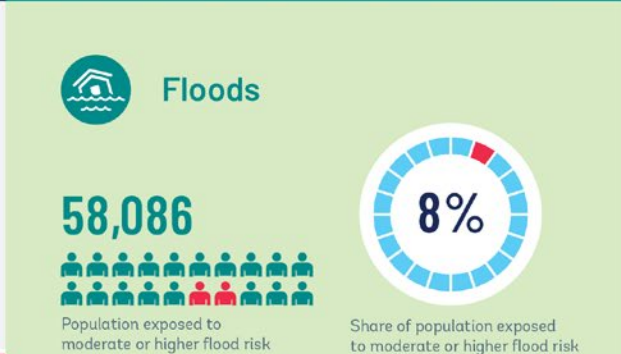 Floods
58,086
8%
Population exposed to
moderate or higher flood risk
Share of population exposed
to moderate or higher flood risk